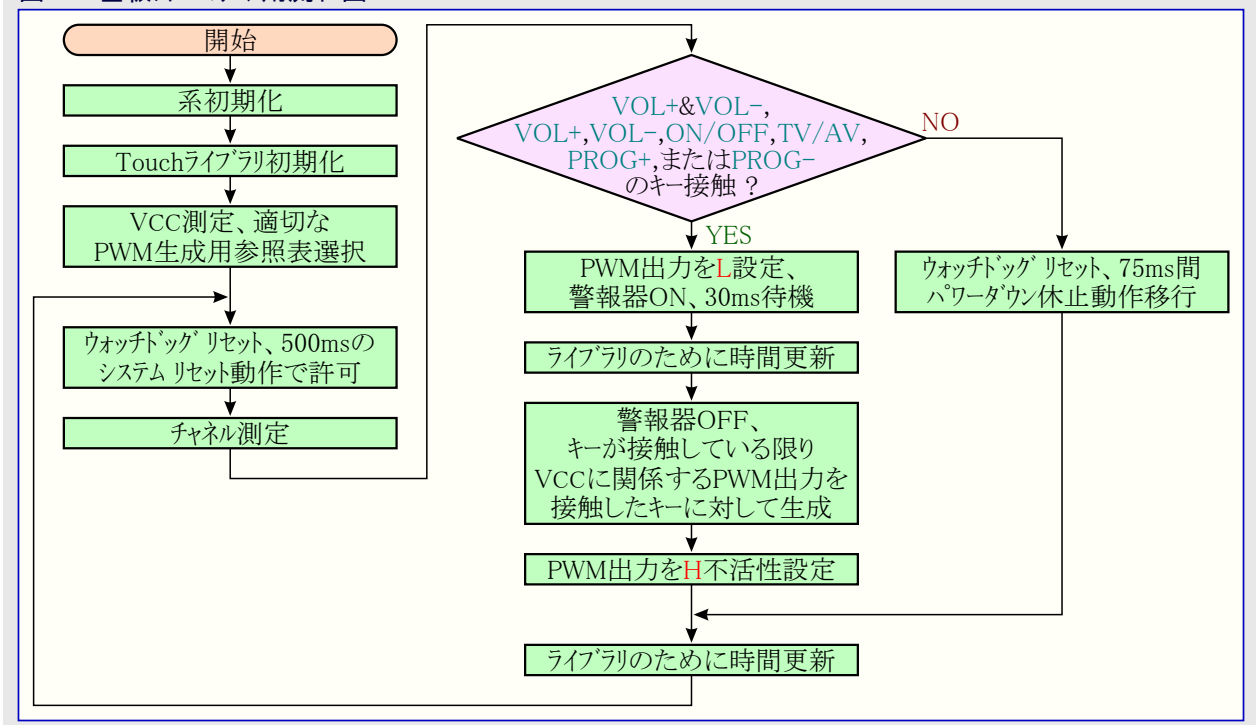 開始
系初期化
Touchライブラリ初期化
VCC測定、適切な
PWM生成用参照表選択
ウォッチドッグ リセット、500msの
システム リセット動作で許可
チャネル測定
VOL+&VOL-,
VOL+,VOL-,ON/OFF,TV/AV,
PROG+,またはPROG-
のキー接触 ?
NO
YES
PWM出力をL設定、
警報器ON、30ms待機
ウォッチドッグ リセット、75ms間
パワーダウン休止動作移行
ライブラリのために時間更新
警報器OFF、
キーが接触している限り
VCCに関係するPWM出力を
接触したキーに対して生成
PWM出力をH不活性設定
ライブラリのために時間更新